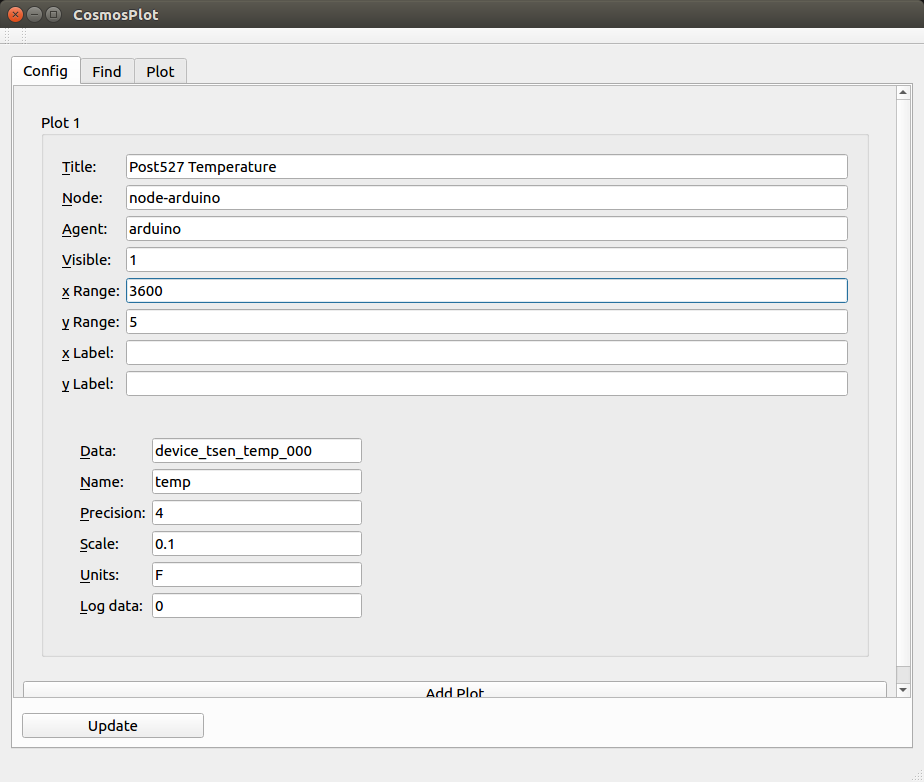 CosmosPlot
Config Find Plot
Plot 1
Title: Post527 Temperature
Node: node-arduino
Agent: arduino
Visible: 1
x Range: 3600
y Range: 5
x Label:
y Label:
Data: device_tsen_temp_000
Name: temp
Precision: 4
Scale: 0.1
Units: F
Log data: 0
Add Plot
Update